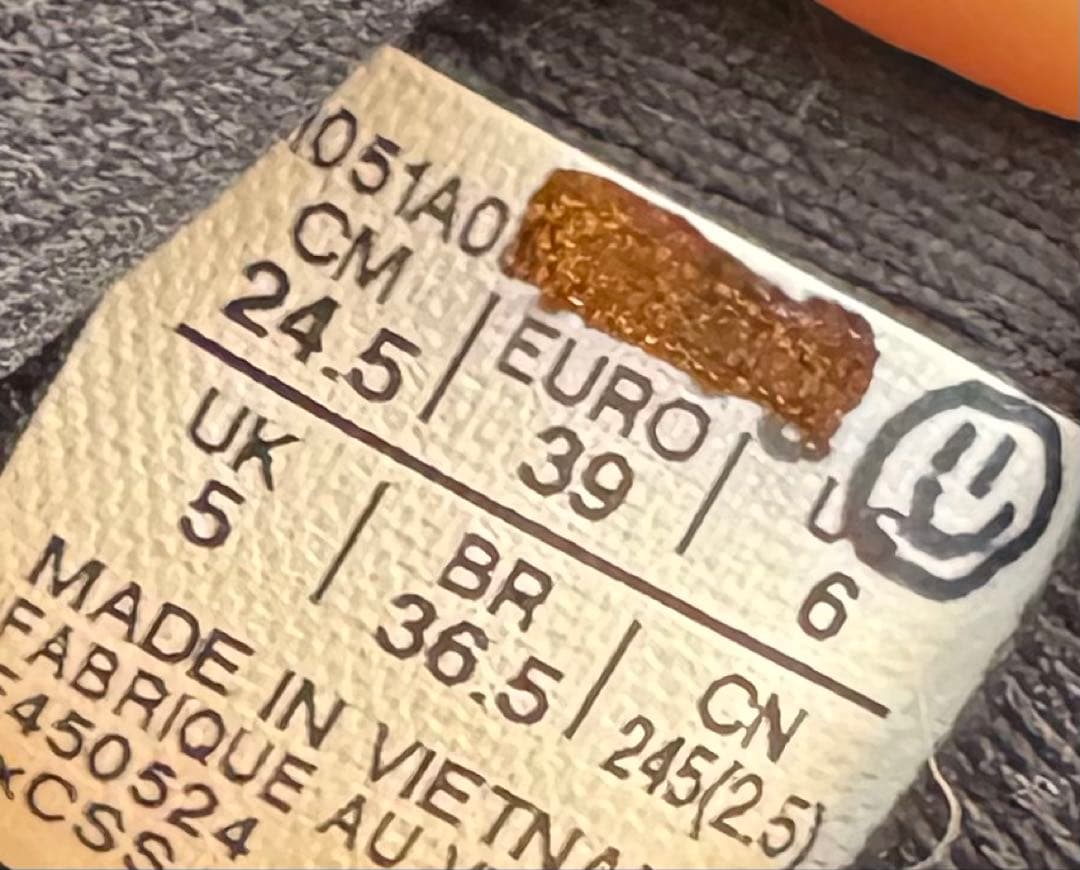 1051A0
CM EURO
24.5 39 6
UK BR CN
5 36.5 245(2.5)
MADE IN VIETNA
FABRIQUE AU V
450524
CSS